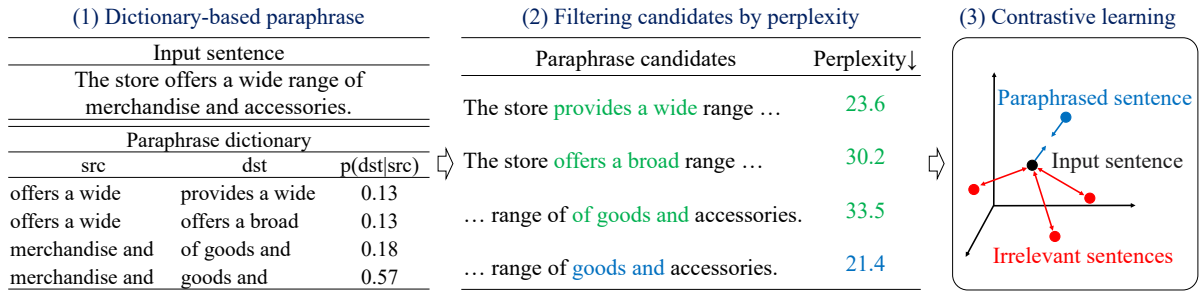 (1) Dictionary-based paraphrase
Input sentence
The store offers a wide range of
merchandise and accessories.
Paraphrase dictionary
src dst p(dst|src)
offers a wide provides a wide 0.13
offers a wide offers a broad 0.13
merchandise and of goods and 0.18
merchandise and goods and 0.57
(2) Filtering candidates by perplexity
Paraphrase candidates Perplexity↓
The store provides a wide range … 23.6
The store offers a broad range … 30.2
… range of of goods and accessories. 33.5
… range of goods and accessories. 21.4
(3) Contrastive learning
Paraphrased sentence
Input sentence
Irrelevant sentences